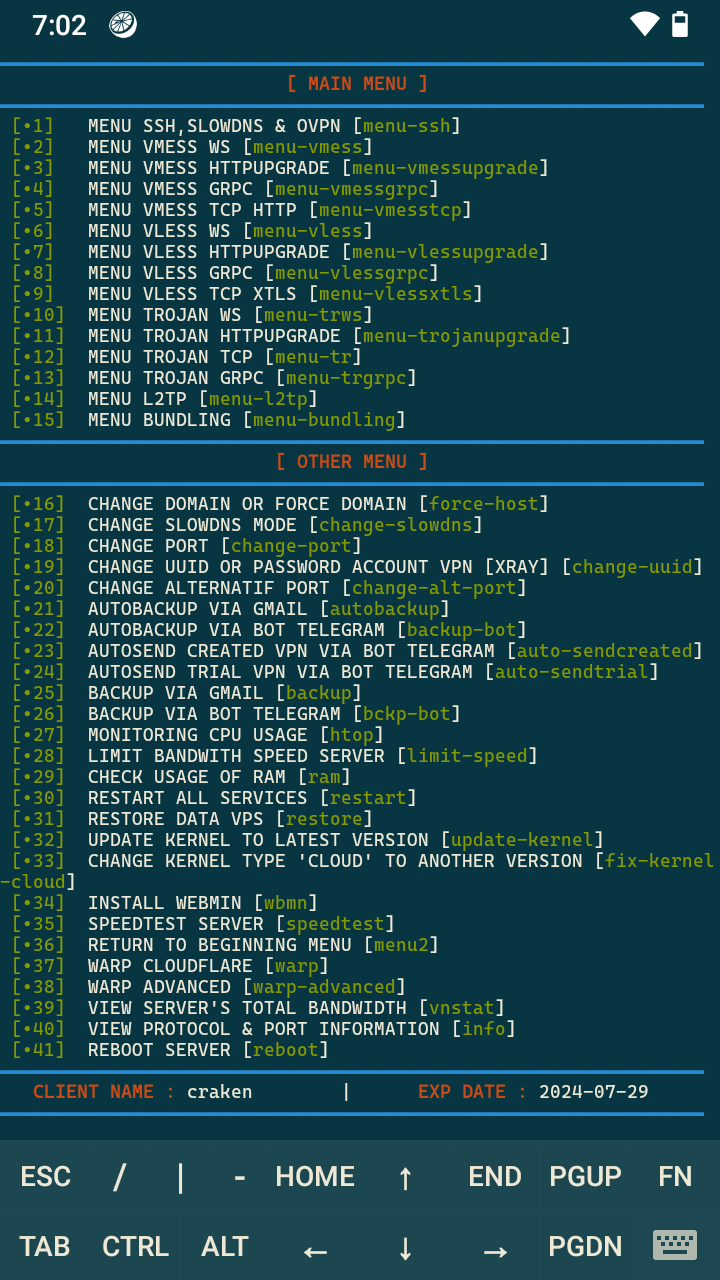 7:02
[ MAIN MENU ]
[•1] MENU SSH,SLOWDNS & OVPN [menu-ssh]
[•2] MENU VMESS WS [menu-vmess]
[•3] MENU VMESS HTTPUPGRADE [menu-vmessupgrade]
[•4] MENU VMESS GRPC [menu-vmessgrpc]
[•5] MENU VMESS TCP HTTP [menu-vmesstcp]
[•6] MENU VLESS WS [menu-vless]
[•7] MENU VLESS HTTPUPGRADE [menu-vlessupgrade]
[•8] MENU VLESS GRPC [menu-vlessgrpc]
[•9] MENU VLESS TCP XTLS [menu-vlessxtls]
[•10] MENU TROJAN WS [menu-trws]
[•11] MENU TROJAN HTTPUPGRADE [menu-trojanupgrade]
[•12] MENU TROJAN TCP [menu-tr]
[•13] MENU TROJAN GRPC [menu-trgrpc]
[•14] MENU L2TP [menu-l2tp]
[•15] MENU BUNDLING [menu-bundling]
[ OTHER MENU ]
[•16] CHANGE DOMAIN OR FORCE DOMAIN [force-host]
[•17] CHANGE SLOWDNS MODE [change-slowdns]
[•18] CHANGE PORT [change-port]
[•19] CHANGE UUID OR PASSWORD ACCOUNT VPN [XRAY] [change-uuid]
[•20] CHANGE ALTERNATIF PORT [change-alt-port]
[•21] AUTOBACKUP VIA GMAIL [autobackup]
[•22] AUTOBACKUP VIA BOT TELEGRAM [backup-bot]
[•23] AUTOSEND CREATED VPN VIA BOT TELEGRAM [auto-sendcreated]
[•24] AUTOSEND TRIAL VPN VIA BOT TELEGRAM [auto-sendtrial]
[•25] BACKUP VIA GMAIL [backup]
[•26] BACKUP VIA BOT TELEGRAM [bckp-bot]
[•27] MONITORING CPU USAGE [htop]
[•28] LIMIT BANDWITH SPEED SERVER [limit-speed]
[•29] CHECK USAGE OF RAM [ram]
[•30] RESTART ALL SERVICES [restart]
[•31] RESTORE DATA VPS [restore]
[•32] UPDATE KERNEL TO LATEST VERSION [update-kernel]
[•33] CHANGE KERNEL TYPE 'CLOUD' TO ANOTHER VERSION [fix-kernel
-cloud]
[•34] INSTALL WEBMIN [wbmn]
[•35] SPEEDTEST SERVER [speedtest]
[•36] RETURN TO BEGINNING MENU [menu2]
[•37] WARP CLOUDFLARE [warp]
[•38] WARP ADVANCED [warp-advanced]
[•39] VIEW SERVER'S TOTAL BANDWIDTH [vnstat]
[•40] VIEW PROTOCOL & PORT INFORMATION [info]
[•41] REBOOT SERVER [reboot]
CLIENT NAME : craken | EXP DATE : 2024-07-29
ESC / | - HOME ↑ END PGUP FN
TAB CTRL ALT ← ↓ → PGDN